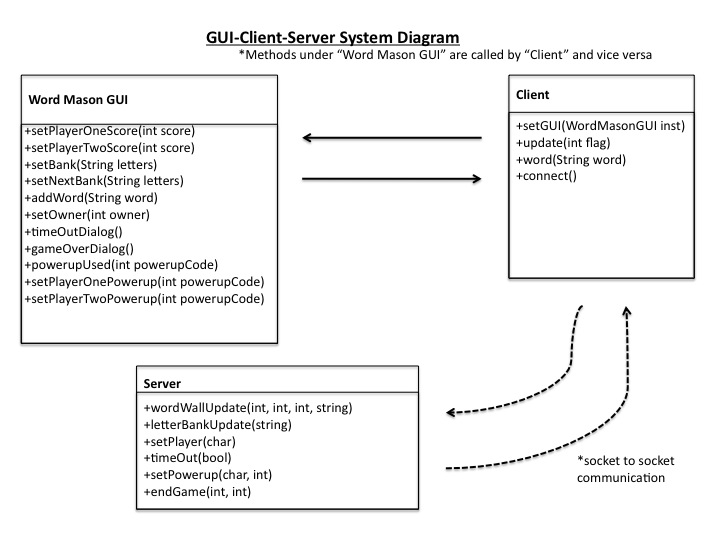 GUI-Client-Server System Diagram
*Methods under “Word Mason GUI” are called by “Client” and vice versa
Word Mason GUI
+setPlayerOneScore(int score)
+setPlayerTwoScore(int score)
+setBank(String letters)
+setNextBank(String letters)
+addWord(String word)
+setOwner(int owner)
+timeOutDialog()
+gameOverDialog()
+powerupUsed(int powerupCode)
+setPlayerOnePowerup(int powerupCode)
+setPlayerTwoPowerup(int powerupCode)
Client
+setGUI(WordMasonGUI inst)
+update(int flag)
+word(String word)
+connect()
Server
+wordWallUpdate(int, int, int, string)
+letterBankUpdate(string)
+setPlayer(char)
+timeOut(bool)
+setPowerup(char, int)
+endGame(int, int)
*socket to socket
communication